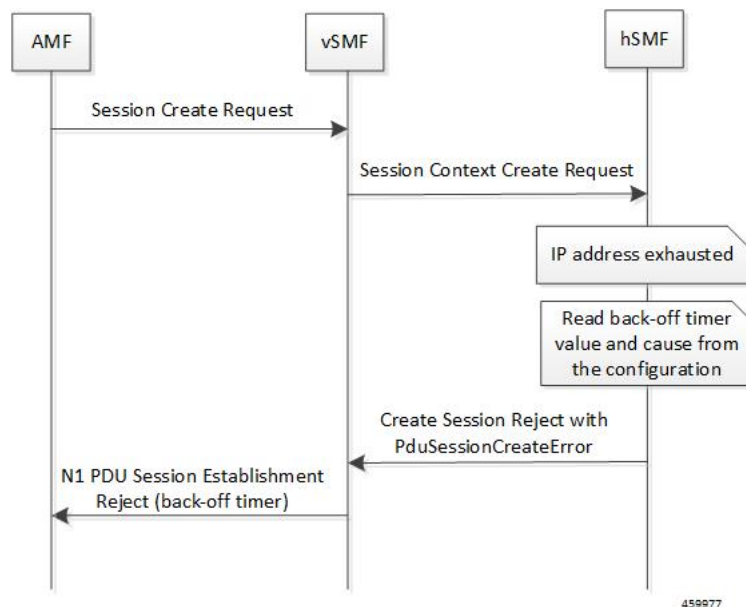 AMF
vSMF
hSMF
Session Create Request
Session Context Create Request
IP address exhausted
Read back-off timer
value and cause from
the configuration
Create Session Reject with
PduSessionCreateError
N1 PDU Session Establishment
Reject (back-off timer)
459977